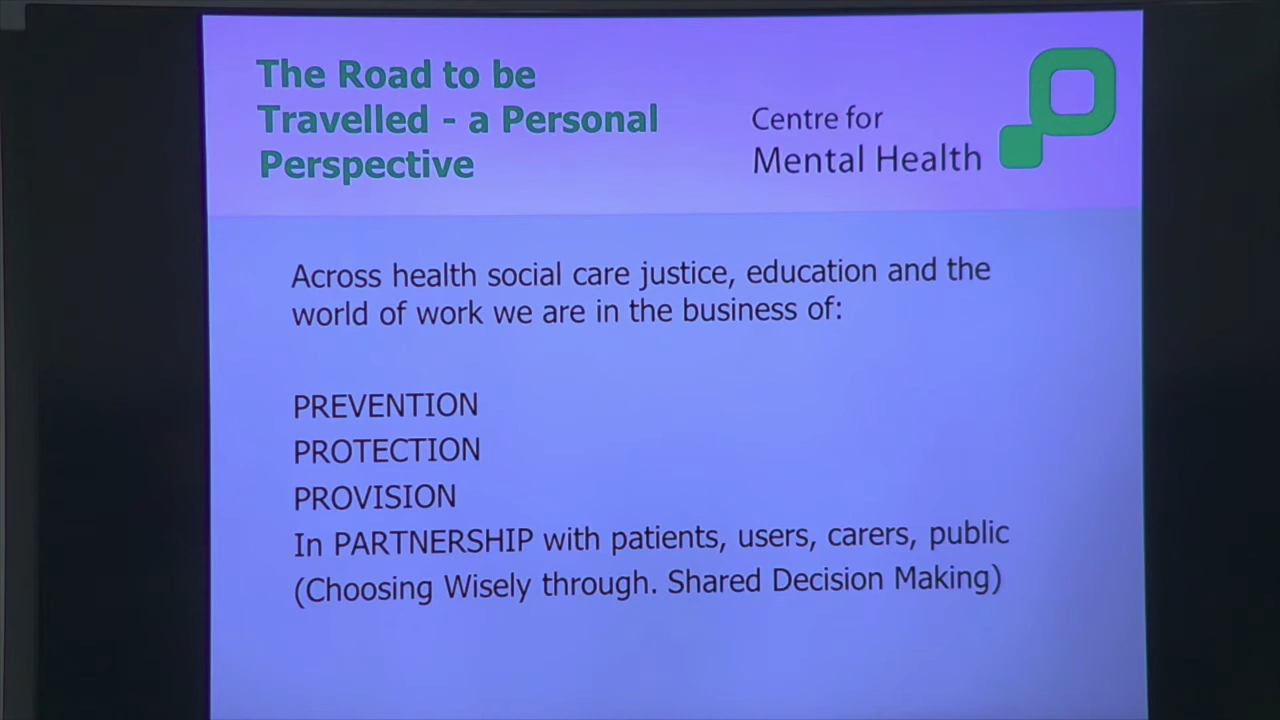 The Road to be
Travelled - a Personal
Perspective
Centre for
Mental Health
Across health social care justice, education and the
world of work we are in the business of:
PREVENTION
PROTECTION
PROVISION
In PARTNERSHIP with patients, users, carers, public
(Choosing Wisely through. Shared Decision Making)